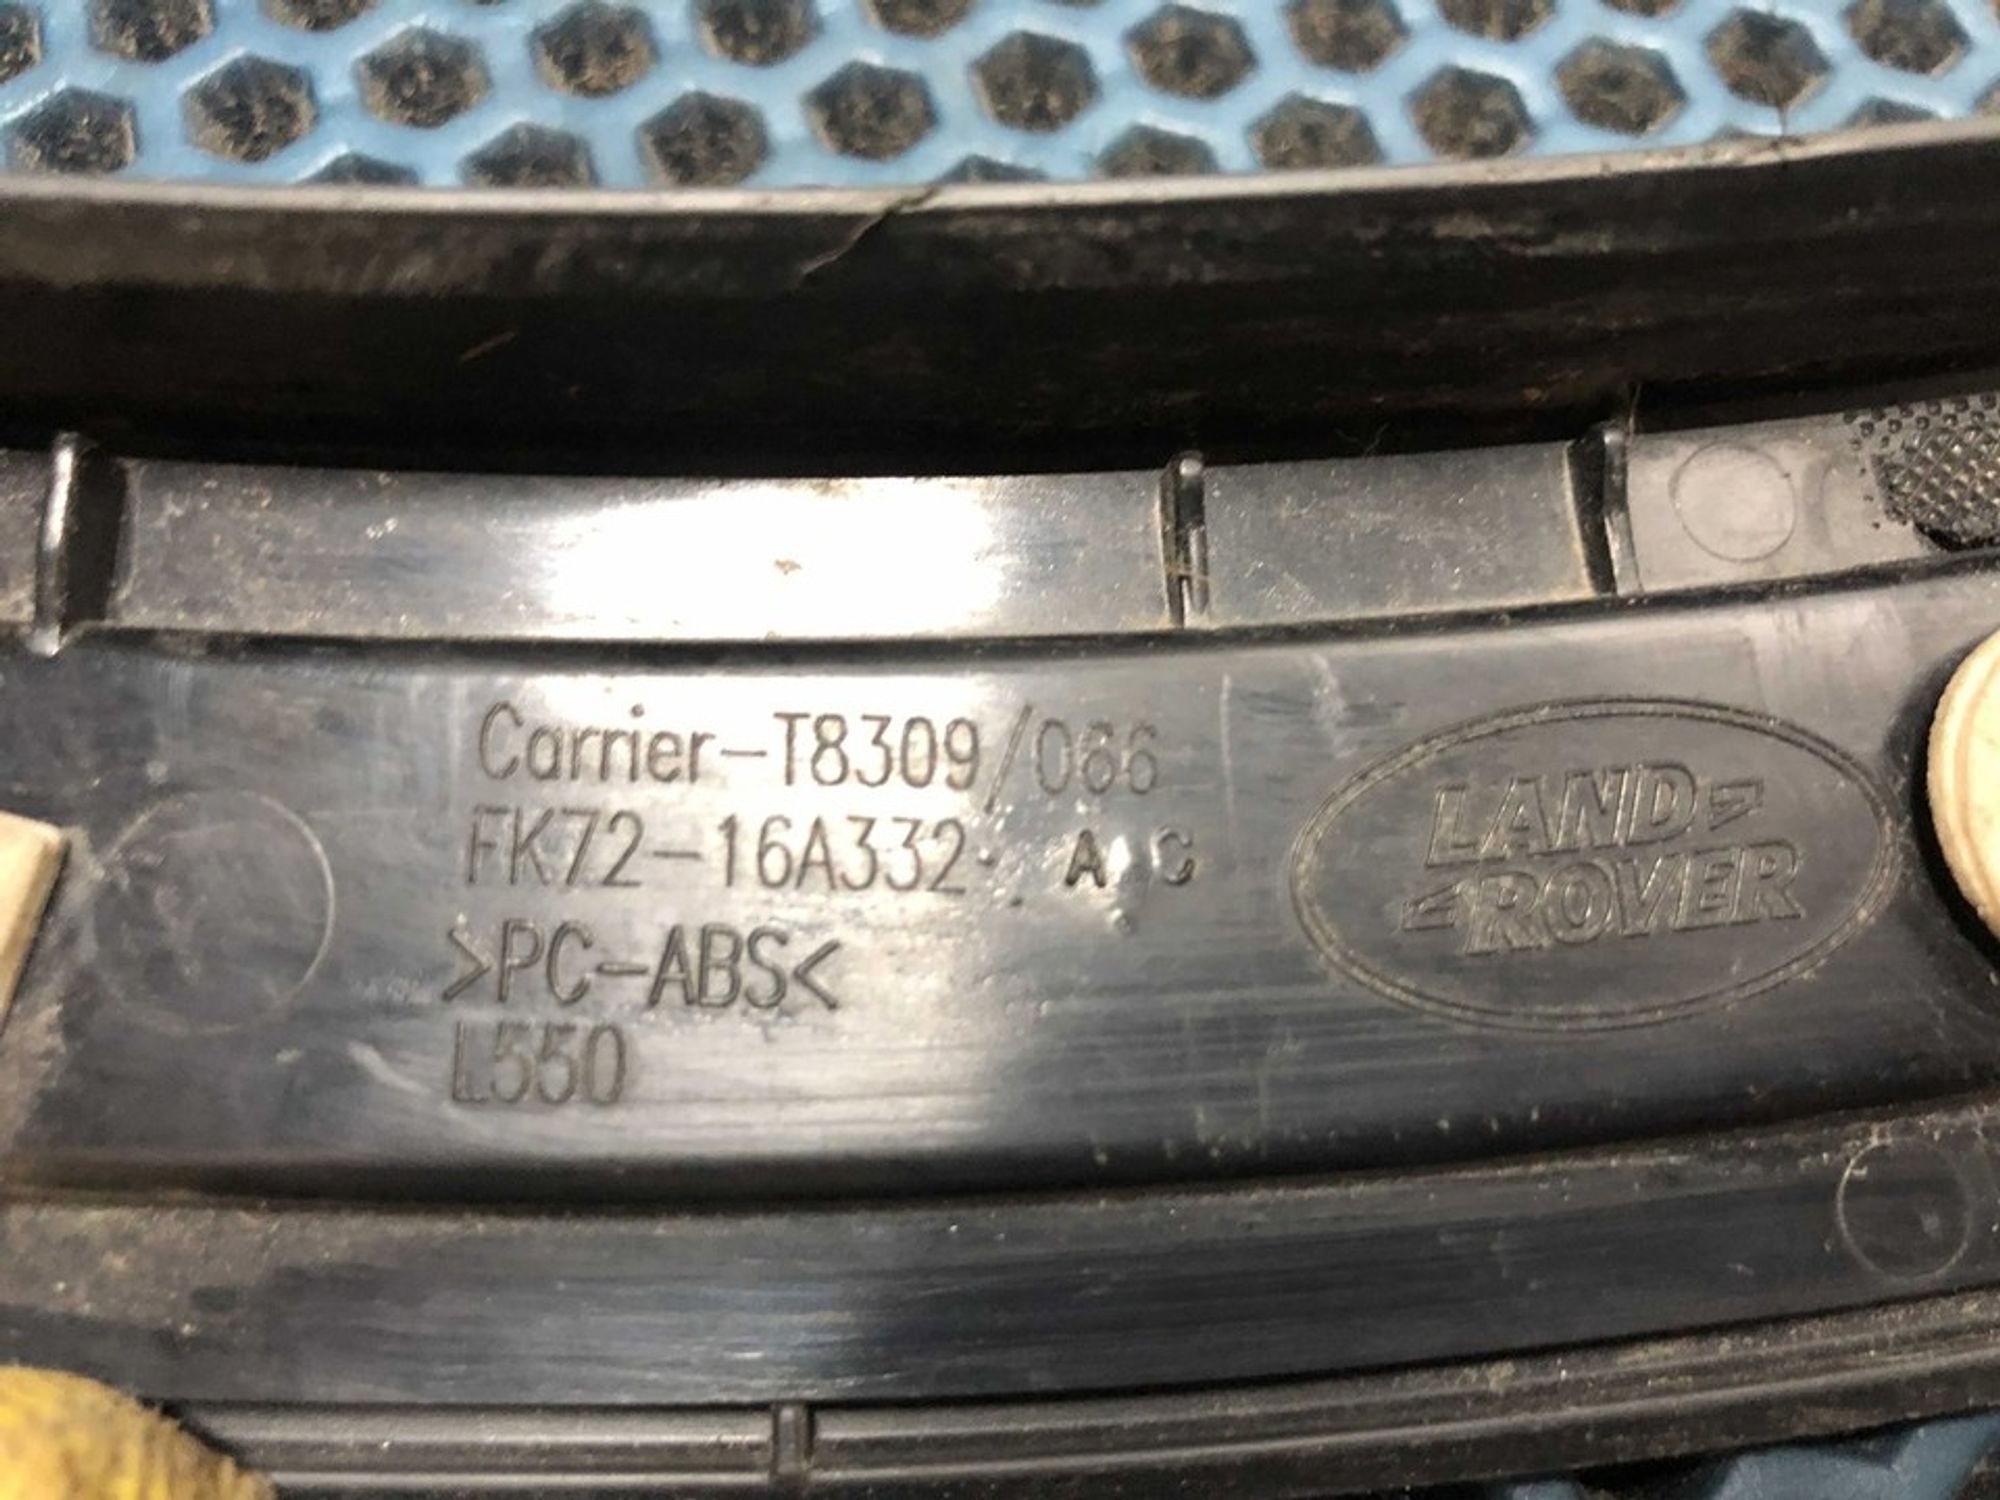 Carrier-T8309/066
FK72-16A332- A C
>PC-ABS<
L550
LAND
ROVER